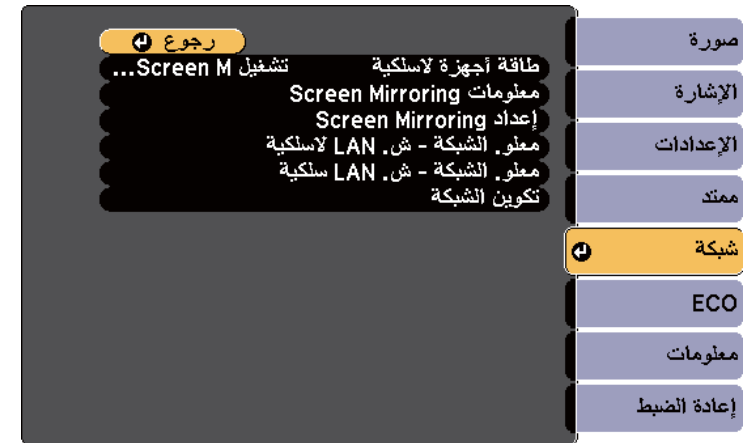 صورة
الإشارة
الإعدادات
ممتد
شبكة
ECO
معلومات
إعادة الضبط
رجوع
طاقة أجهزة لاسلكية تشغيل Screen M...
معلومات Screen Mirroring
إعداد Screen Mirroring
معلو. الشبكة - ش. LAN لاسلكية
معلو. الشبكة - ش. LAN سلكية
تكوين الشبكة